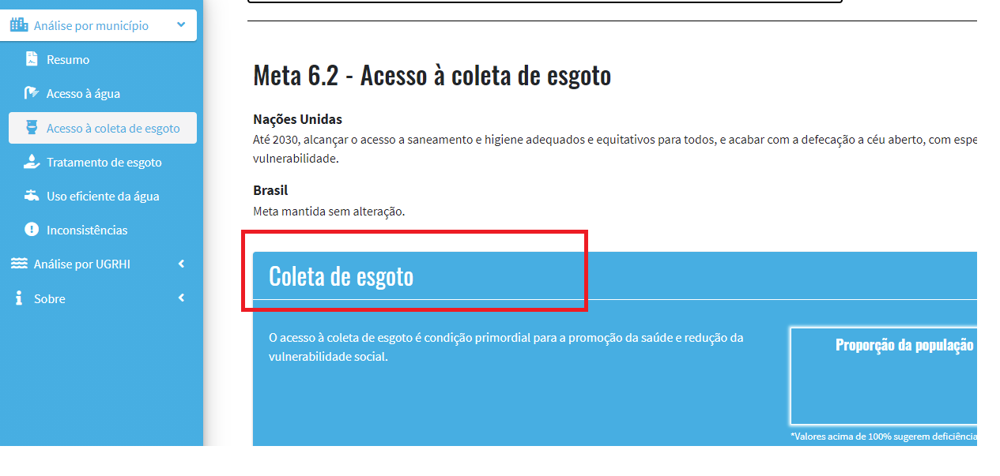 Análise por município
Resumo
Acesso à água
Acesso à coleta de esgoto
Tratamento de esgoto
Uso eficiente da água
Inconsistências
Análise por UGRHI
Sobre
Meta 6.2 - Acesso à coleta de esgoto
Nações Unidas
Até 2030, alcançar o acesso a saneamento e higiene adequados e equitativos para todos, e acabar com a defecação a céu aberto, com espe
vulnerabilidade.
Brasil
Meta mantida sem alteração.
Coleta de esgoto
O acesso à coleta de esgoto é condição primordial para a promoção da saúde e redução da
vulnerabilidade social.
Proporção da população
*Valores acima de 100% sugerem deficiência